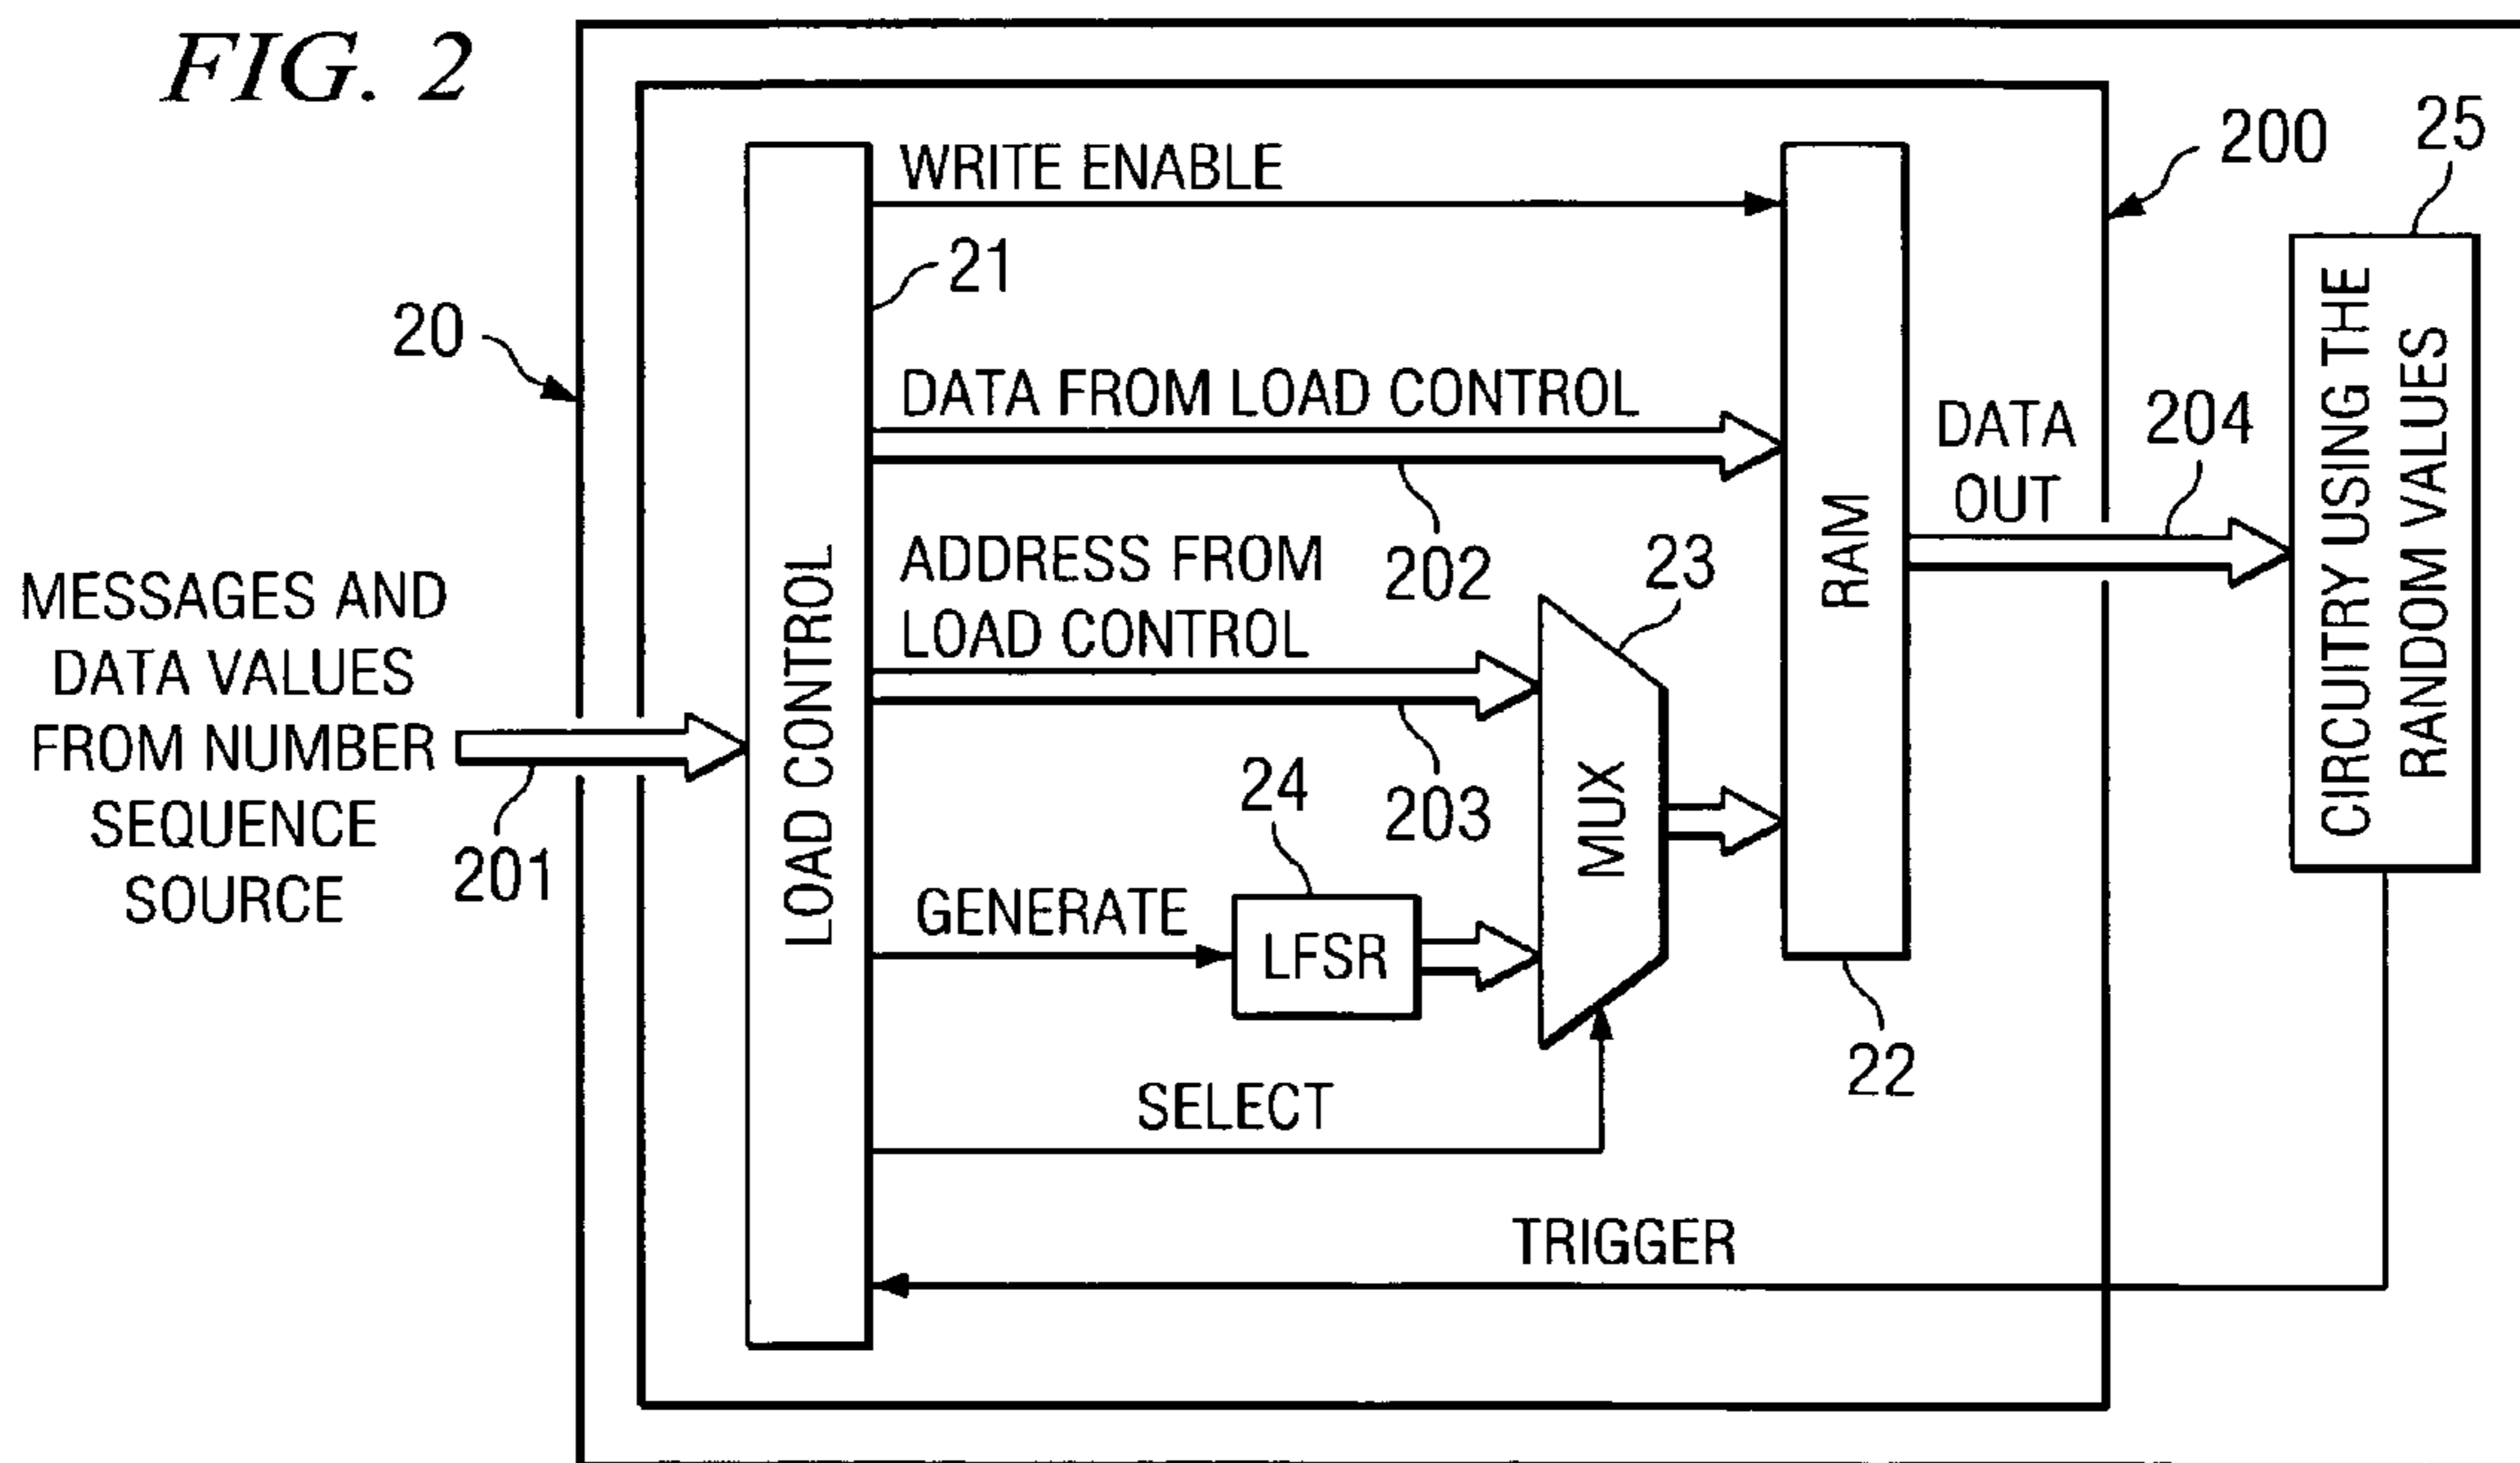 FIG. 2
20
200
25
WRITE ENABLE
21
DATA FROM LOAD CONTROL
202
ADDRESS FROM
LOAD CONTROL
203
23
24
GENERATE
LFSR
MUX
SELECT
TRIGGER
LOAD CONTROL
RAM
22
DATA
OUT
204
CIRCUITRY USING THE
RANDOM VALUES
MESSAGES AND
DATA VALUES
FROM NUMBER
SEQUENCE
SOURCE
201